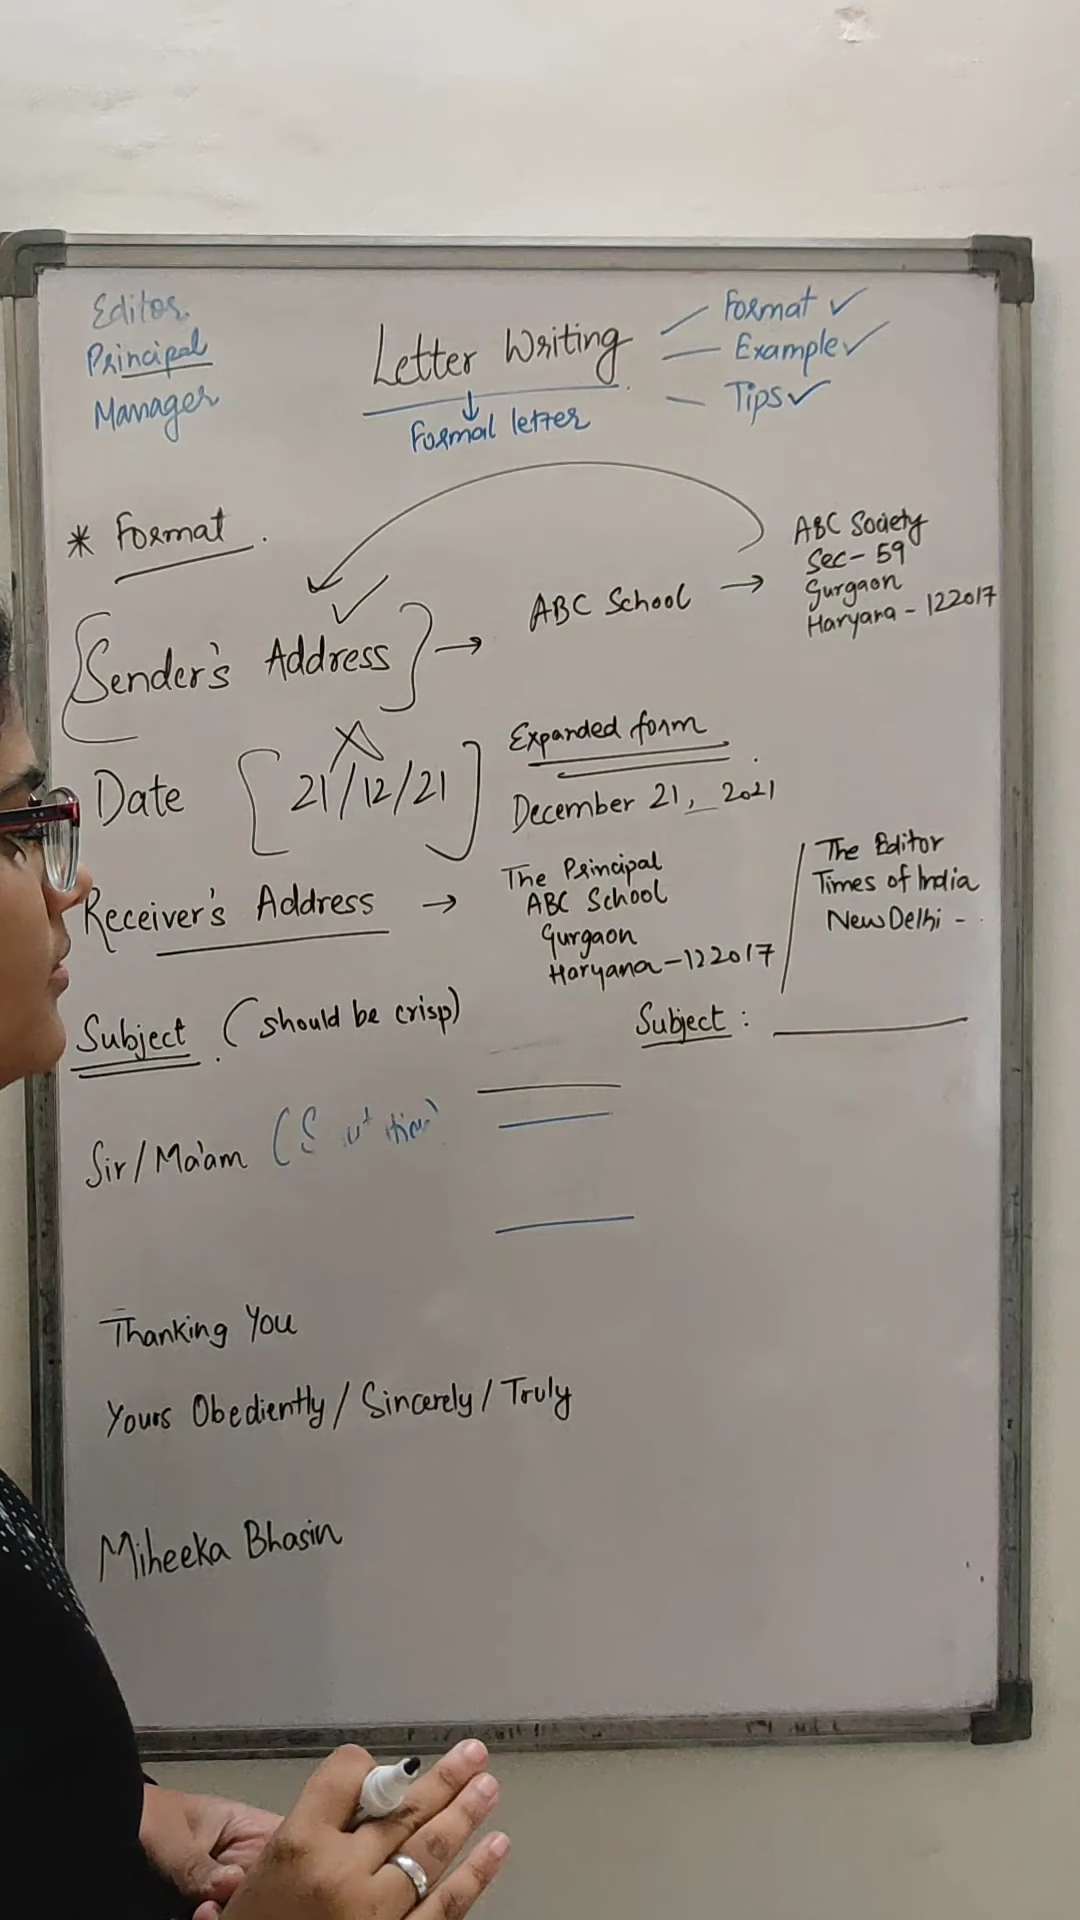 Editor
Principal
Manager
Letter Writing
Formal letter
Format ✓
Example ✓
Tips ✓
* Format.
Sender's Address
→ ABC School →
ABC Society
Sec - 59
Gurgaon
Haryana - 122017
Date [21/12/21]
Expanded form
December 21, 2021
Receiver's Address →
The Principal
ABC School
Gurgaon
Haryana - 122017
The Editor
Times of India
New Delhi -
Subject (should be crisp)
Subject :
Sir/Ma'am
Thanking You
Yours Obediently / Sincerely / Truly
Miheeka Bhasin